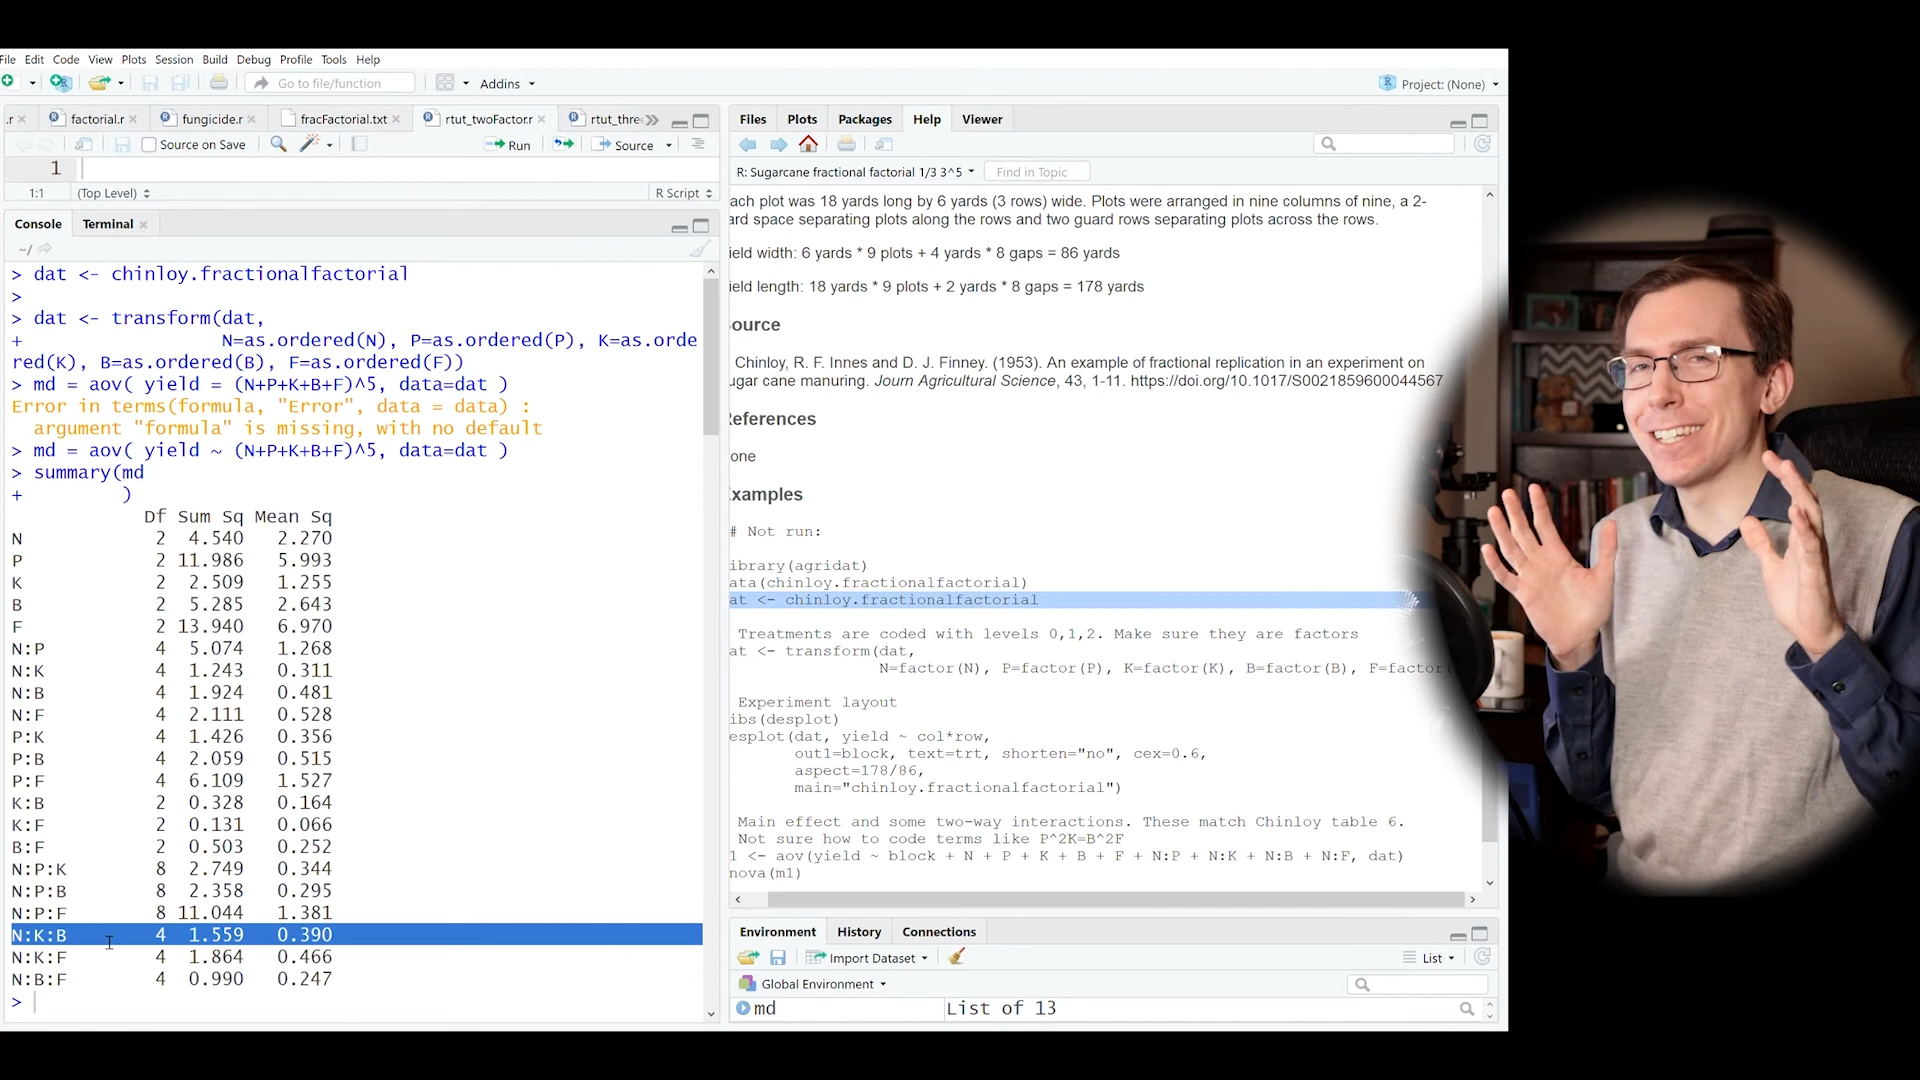 File Edit Code View Plots Session Build Debug Profile Tools Help
Go to file/function
Addins
Project: (None)
.r
factorial.r
fungicide.r
fracFactorial.txt
rtut_twoFactor.r
rtut_three
Source on Save
Run
Source
1
1:1
(Top Level)
R Script
Console
Terminal
~/
> dat <- chinloy.fractionalfactorial
>
> dat <- transform(dat,
+ N=as.ordered(N), P=as.ordered(P), K=as.orde
red(K), B=as.ordered(B), F=as.ordered(F))
> md = aov( yield = (N+P+K+B+F)^5, data=dat )
Error in terms(formula, "Error", data = data) :
argument "formula" is missing, with no default
> md = aov( yield ~ (N+P+K+B+F)^5, data=dat )
> summary(md
+ )
Df Sum Sq Mean Sq
N 2 4.540 2.270
P 2 11.986 5.993
K 2 2.509 1.255
B 2 5.285 2.643
F 2 13.940 6.970
N:P 4 5.074 1.268
N:K 4 1.243 0.311
N:B 4 1.924 0.481
N:F 4 2.111 0.528
P:K 4 1.426 0.356
P:B 4 2.059 0.515
P:F 4 6.109 1.527
K:B 2 0.328 0.164
K:F 2 0.131 0.066
B:F 2 0.503 0.252
N:P:K 8 2.749 0.344
N:P:B 8 2.358 0.295
N:P:F 8 11.044 1.381
N:K:B 4 1.559 0.390
N:K:F 4 1.864 0.466
N:B:F 4 0.990 0.247
>
Files Plots Packages Help Viewer
R: Sugarcane fractional factorial 1/3 3^5
Find in Topic
ach plot was 18 yards long by 6 yards (3 rows) wide. Plots were arranged in nine columns of nine, a 2-
ard space separating plots along the rows and two guard rows separating plots across the rows.
ield width: 6 yards * 9 plots + 4 yards * 8 gaps = 86 yards
ield length: 18 yards * 9 plots + 2 yards * 8 gaps = 178 yards
ource
Chinloy, R. F. Innes and D. J. Finney. (1953). An example of fractional replication in an experiment on
ugar cane manuring. Journ Agricultural Science, 43, 1-11. https://doi.org/10.1017/S0021859600044567
References
one
Examples
# Not run:
ibrary(agridat)
ata(chinloy.fractionalfactorial)
at <- chinloy.fractionalfactorial
Treatments are coded with levels 0,1,2. Make sure they are factors
at <- transform(dat,
N=factor(N), P=factor(P), K=factor(K), B=factor(B), F=factor(
Experiment layout
ibs(desplot)
esplot(dat, yield ~ col*row,
out1=block, text=trt, shorten="no", cex=0.6,
aspect=178/86,
main="chinloy.fractionalfactorial")
Main effect and some two-way interactions. These match Chinloy table 6.
Not sure how to code terms like P^2K=B^2F
1 <- aov(yield ~ block + N + P + K + B + F + N:P + N:K + N:B + N:F, dat)
nova(m1)
Environment History Connections
Import Dataset
List
Global Environment
md List of 13